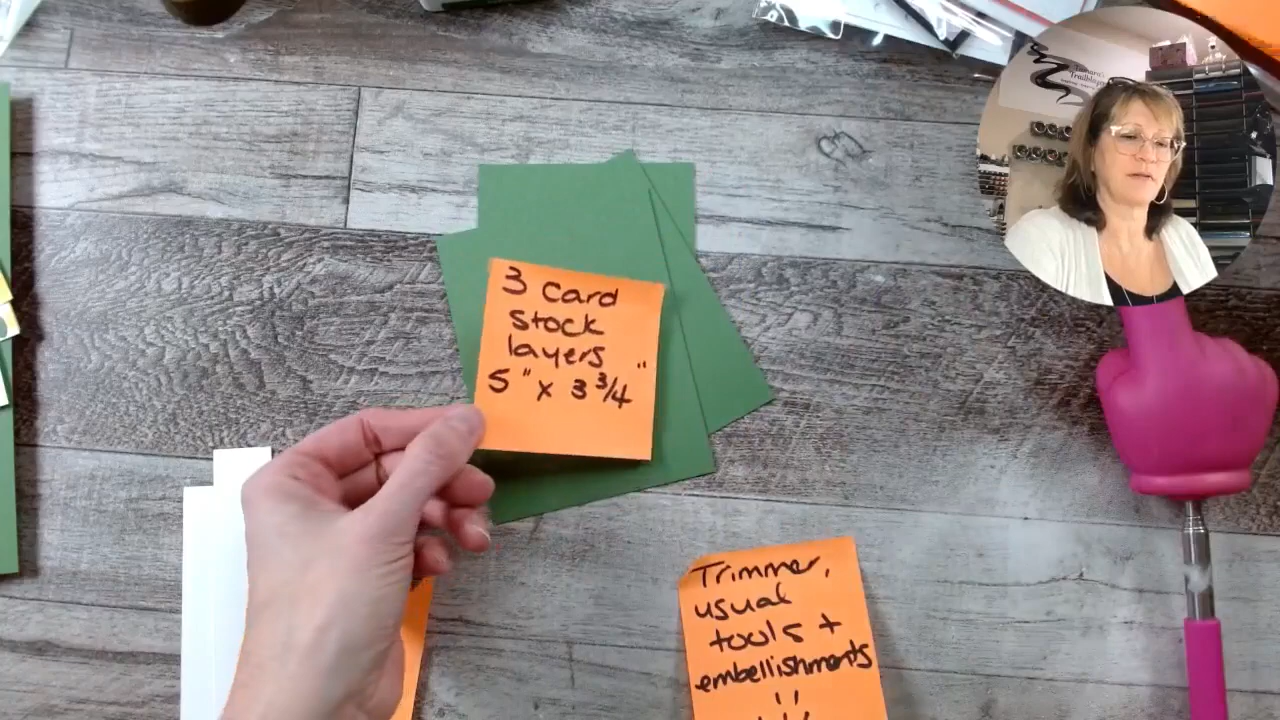 3 card
stock
layers
5" x 3 3/4"
Trimmer,
usual
tools +
embellishments